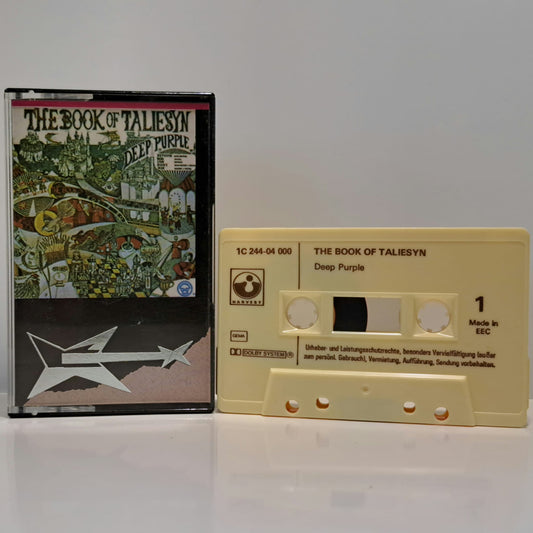 THE BOOK OF TALIESYN
DEEP PURPLE
1C 244-04 000
THE BOOK OF TALIESYN
Deep Purple
HARVEST
1
Made in
EEC
GEMA
DOLBY SYSTEM ®
Urheber- und Leistungsschutzrechte, besonders Vervielfältigung (außer
zum persönl. Gebrauch), Vermietung, Aufführung, Sendung vorbehalten.